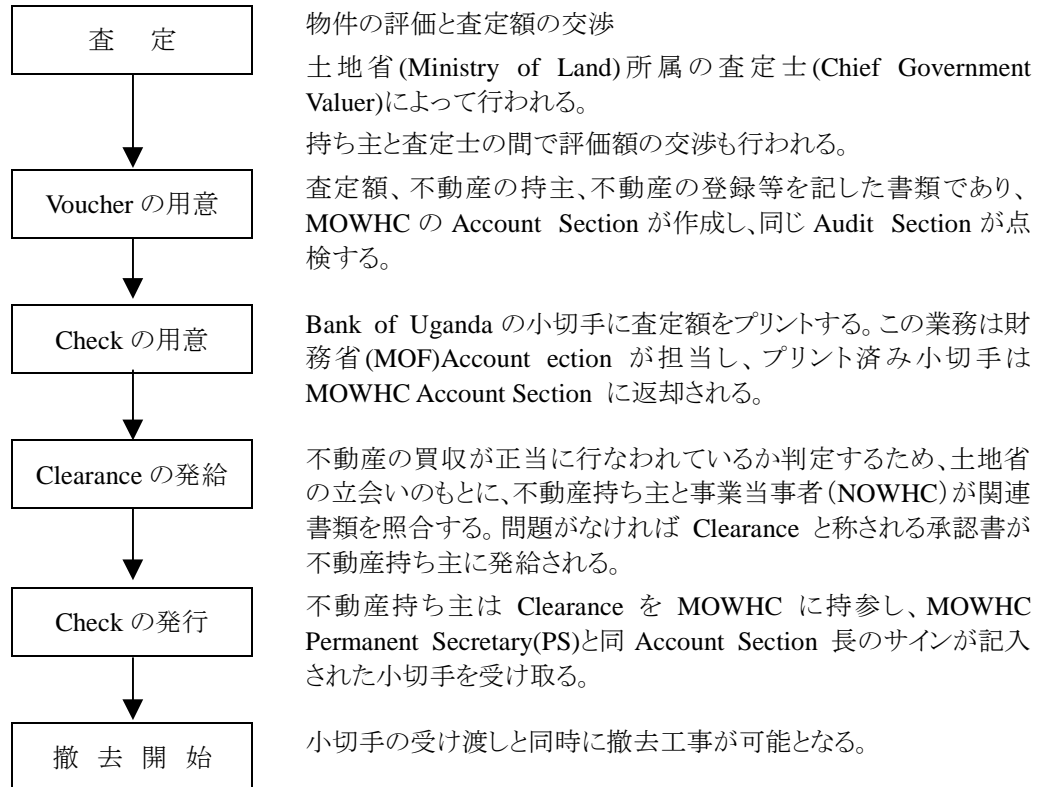 査　定
物件の評価と査定額の交渉
土地省(Ministry of Land)所属の査定士(Chief Government
Valuer)によって行われる。
持ち主と査定士の間で評価額の交渉も行われる。
Voucher の用意
査定額、不動産の持主、不動産の登録等を記した書類であり、
MOWHC の Account Section が作成し、同じ Audit Section が点
検する。
Check の用意
Bank of Uganda の小切手に査定額をプリントする。この業務は財
務省(MOF)Account ection が担当し、プリント済み小切手は
MOWHC Account Section に返却される。
Clearance の発給
不動産の買収が正当に行なわれているか判定するため、土地省
の立会いのもとに、不動産持ち主と事業当事者（NOWHC）が関連
書類を照合する。問題がなければ Clearance と称される承認書が
不動産持ち主に発給される。
Check の発行
不動産持ち主は Clearance を MOWHC に持参し、MOWHC
Permanent Secretary(PS)と同 Account Section 長のサインが記入
された小切手を受け取る。
撤 去 開 始
小切手の受け渡しと同時に撤去工事が可能となる。